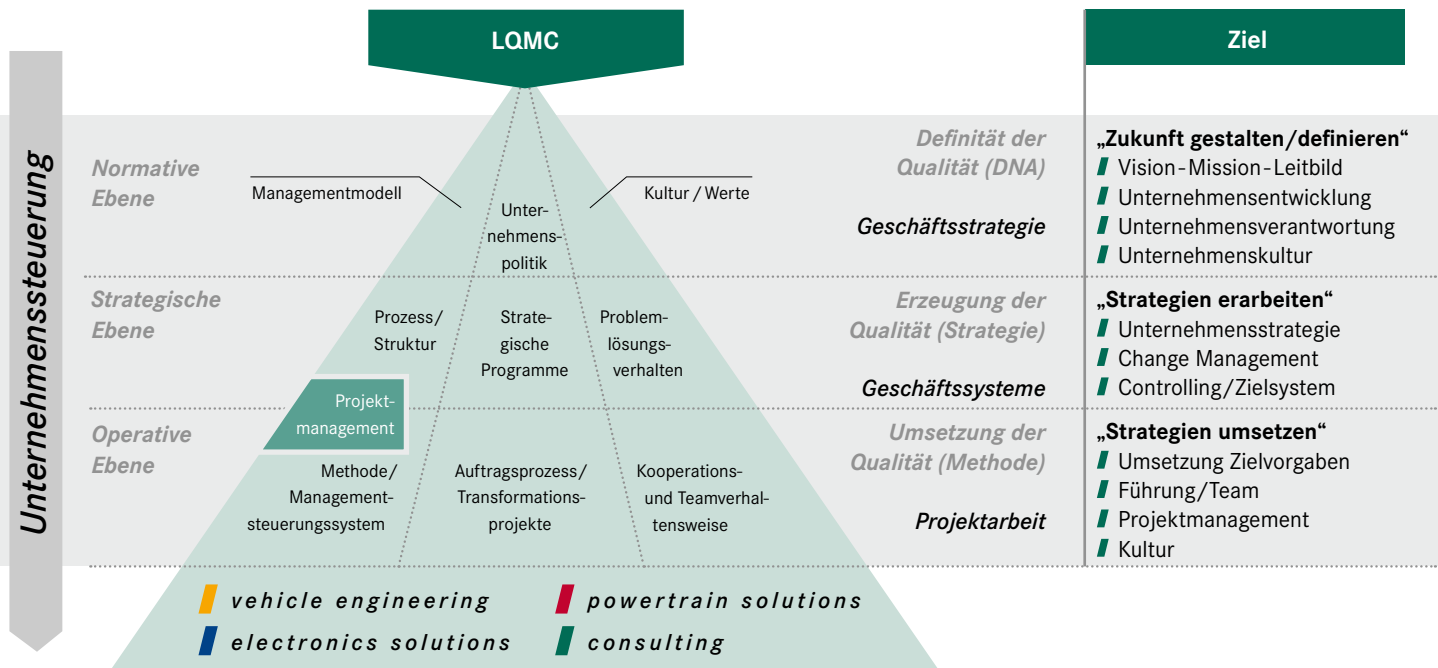 LQMC
Ziel
Unternehmenssteuerung
Normative
Ebene
Managementmodell
Unter-
nehmens-
politik
Kultur / Werte
Definität der
Qualität (DNA)
Geschäftsstrategie
„Zukunft gestalten/definieren“
Vision-Mission-Leitbild
Unternehmensentwicklung
Unternehmensverantwortung
Unternehmenskultur
Strategische
Ebene
Prozess/
Struktur
Strate-
gische
Programme
Problem-
lösungs-
verhalten
Erzeugung der
Qualität (Strategie)
Geschäftssysteme
„Strategien erarbeiten“
Unternehmensstrategie
Change Management
Controlling/Zielsystem
Projekt-
management
Operative
Ebene
Methode/
Management-
steuerungssystem
Auftragsprozess/
Transformations-
projekte
Kooperations-
und Teamverhal-
tensweise
Umsetzung der
Qualität (Methode)
Projektarbeit
„Strategien umsetzen“
Umsetzung Zielvorgaben
Führung/Team
Projektmanagement
Kultur
vehicle engineering
powertrain solutions
electronics solutions
consulting